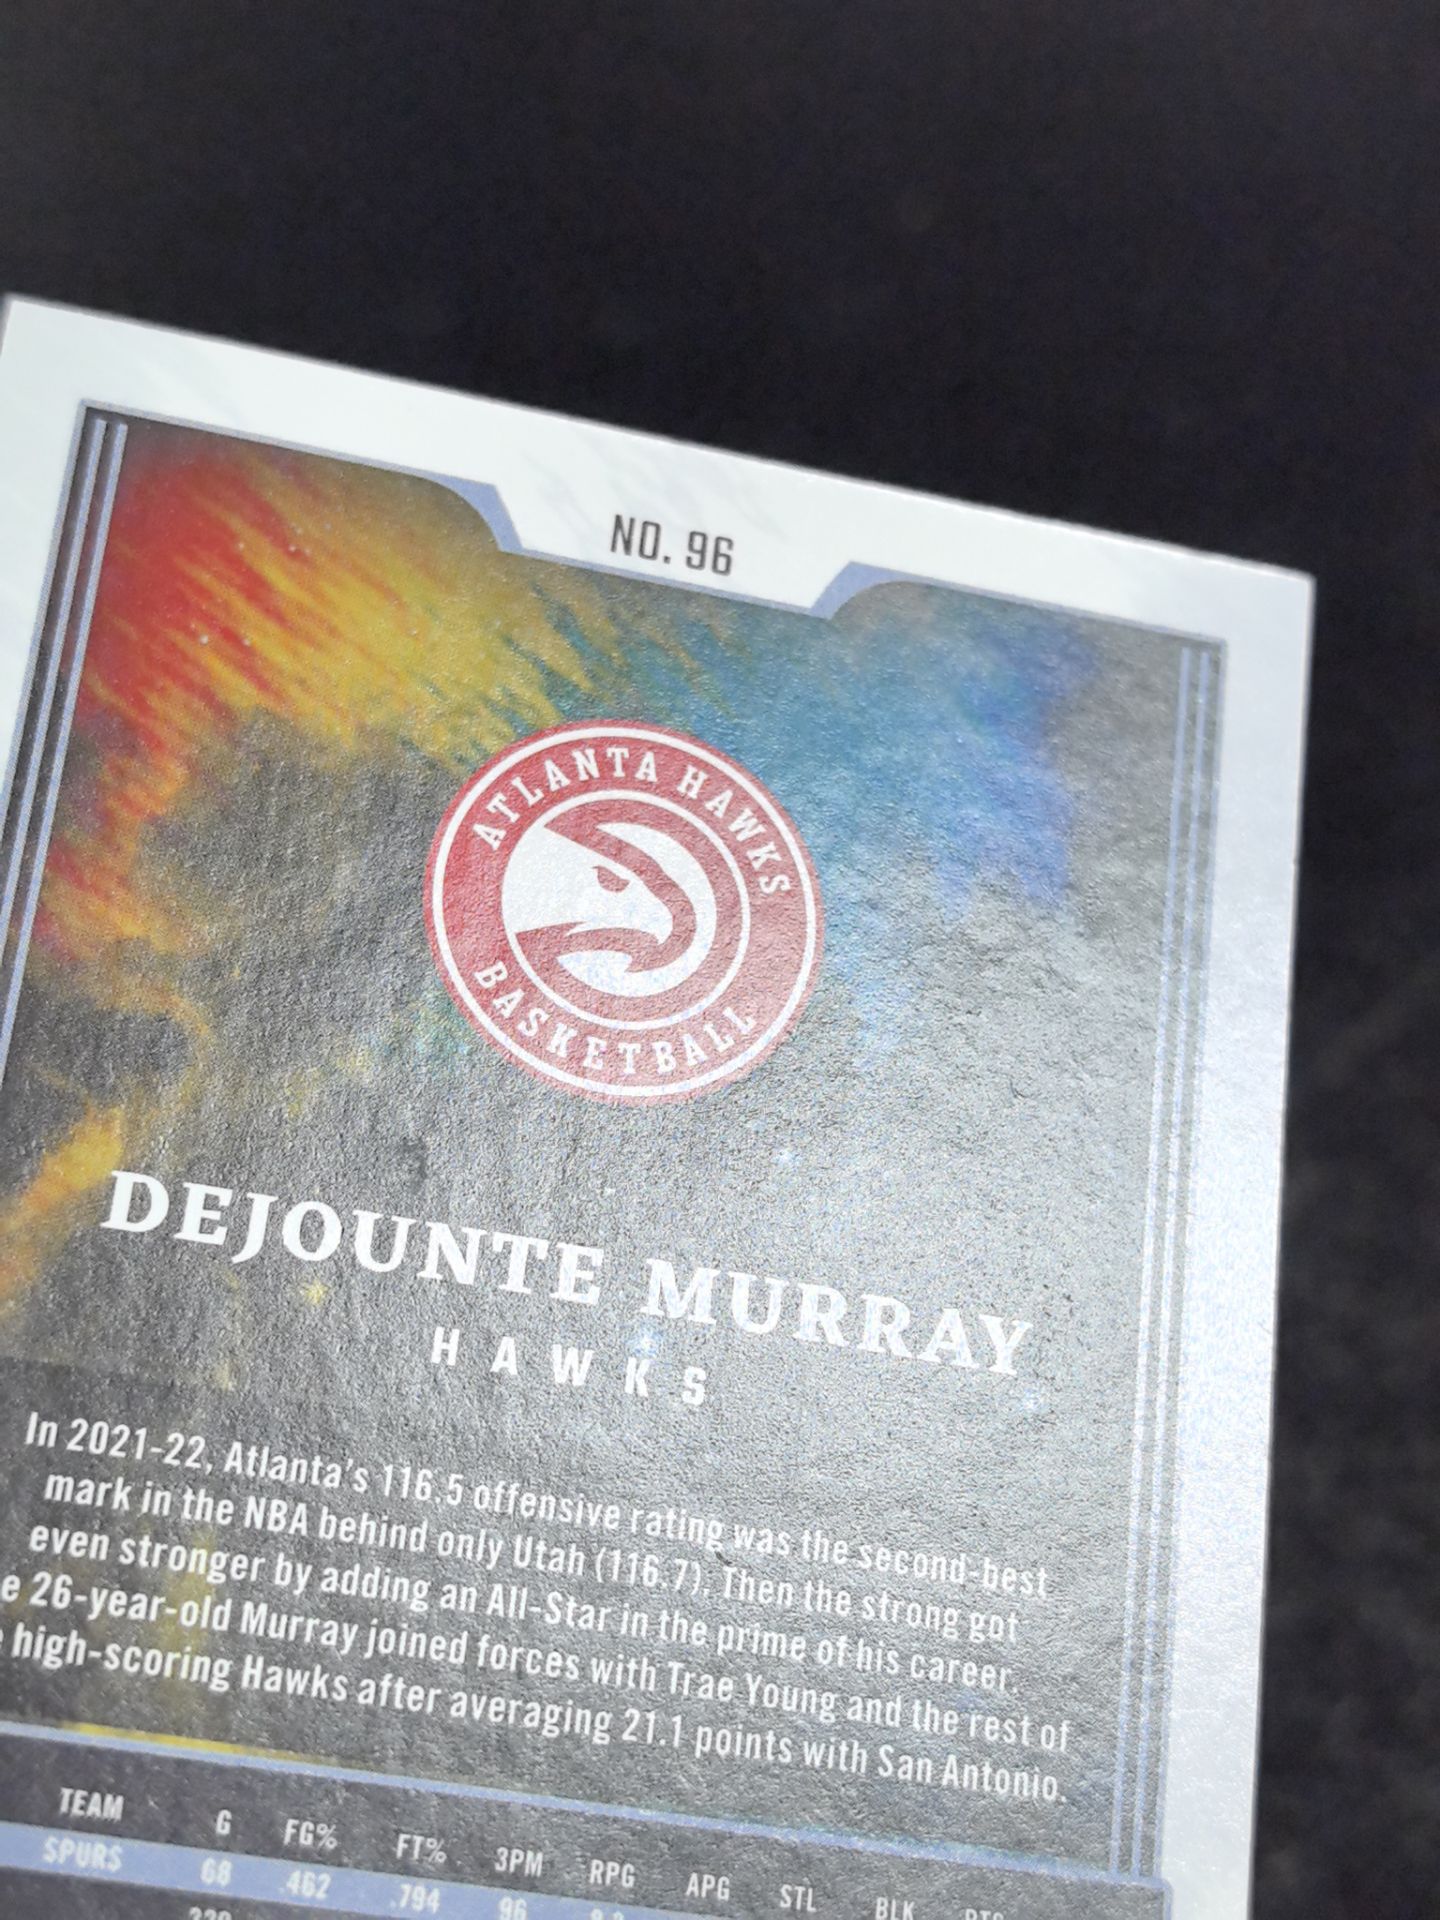 NO. 96
ATLANTA HAWKS
BASKETBALL
DEJOUNTE MURRAY
HAWKS
In 2021-22, Atlanta's 116.5 offensive rating was the second-best
mark in the NBA behind only Utah (116.7). Then the strong got
even stronger by adding an All-Star in the prime of his career.
26-year-old Murray joined forces with Trae Young and the rest of
high-scoring Hawks after averaging 21.1 points with San Antonio.
TEAM G FG% FT% 3PM RPG APG STL BLK
SPURS 68 .462 .794 96